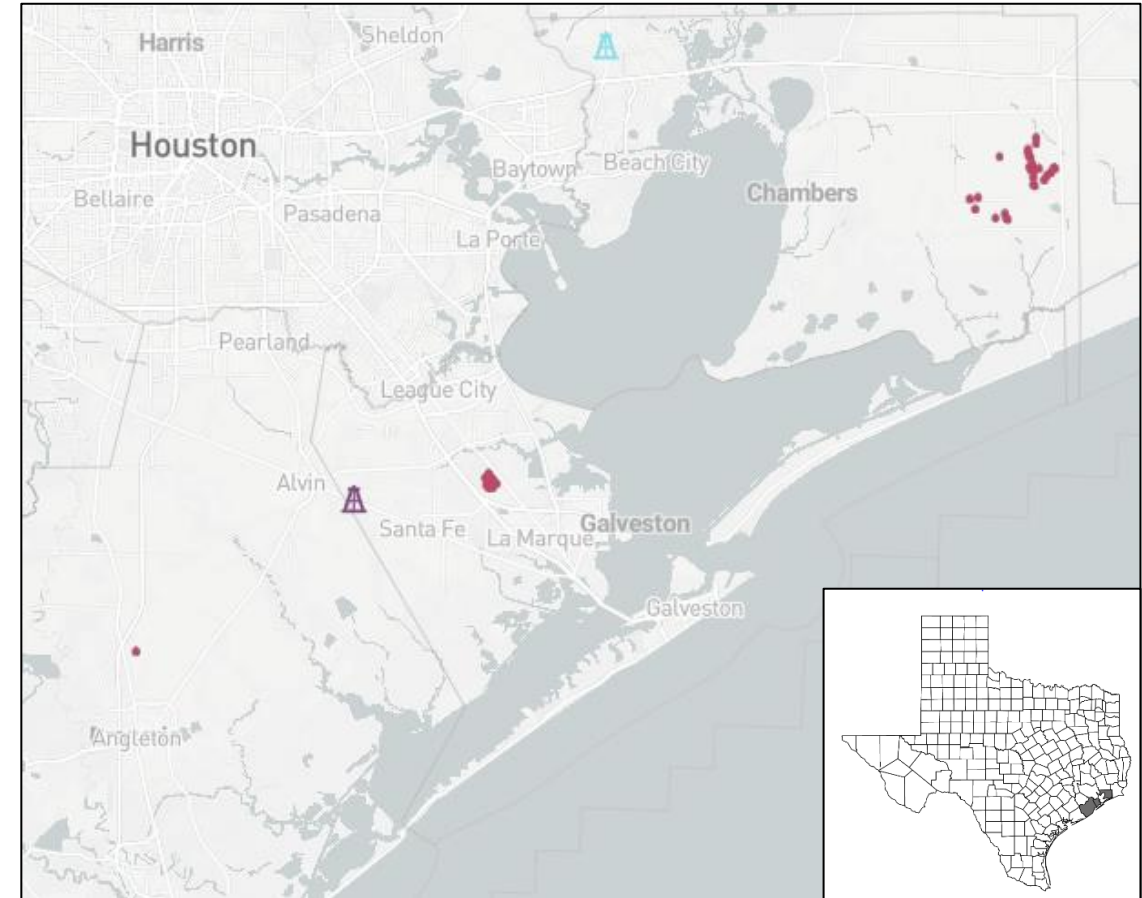 Sheldon
Harris
Houston
Baytown
Beach City
Bellaire
Pasadena
Chambers
La Porte
Pearland
League City
Alvin
Santa Fe
La Marque
Galveston
Galveston
Angleton